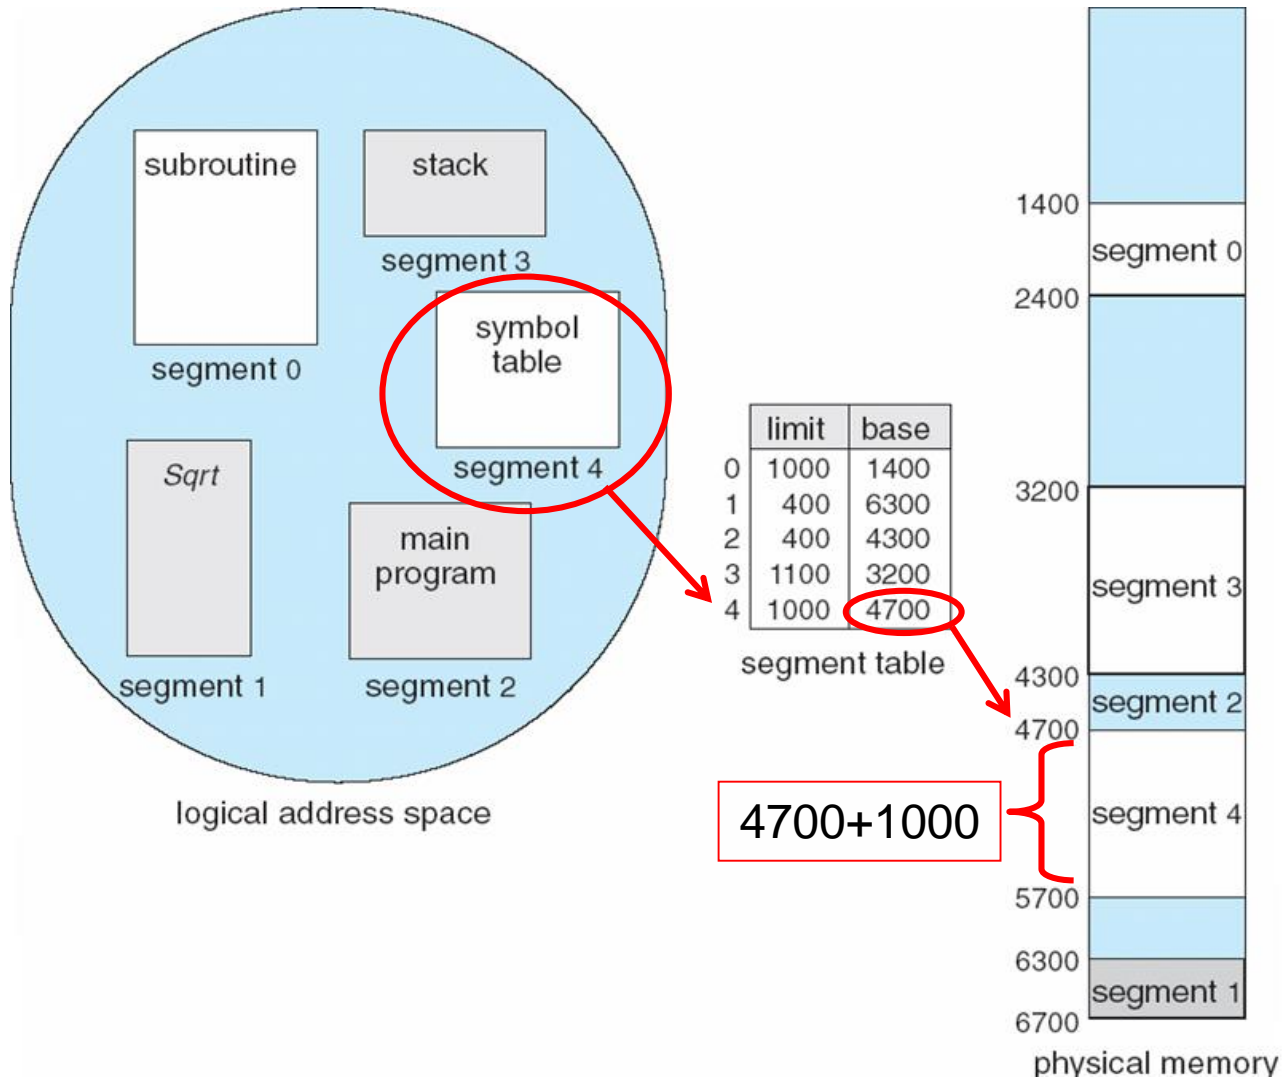 subroutine
segment 0
stack
segment 3
symbol
table
segment 4
Sqrt
segment 1
main
program
segment 2
logical address space
limit base
0 1000 1400
1 400 6300
2 400 4300
3 1100 3200
4 1000 4700
segment table
4700+1000
1400
segment 0
2400
3200
segment 3
4300
segment 2
4700
segment 4
5700
6300
segment 1
6700
physical memory